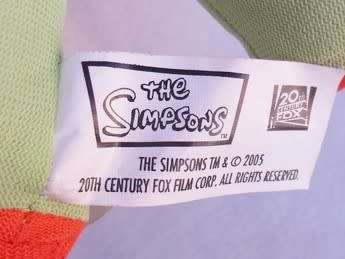 the
SIMPSONS
TM
20TH
CENTURY
FOX
THE SIMPSONS TM & © 2005
20TH CENTURY FOX FILM CORP. ALL RIGHTS RESERVED.